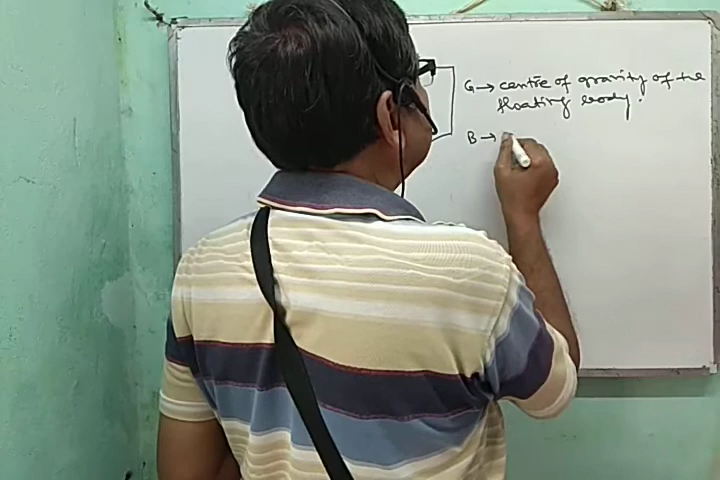 G → centre of gravity of the
floating body.
B →